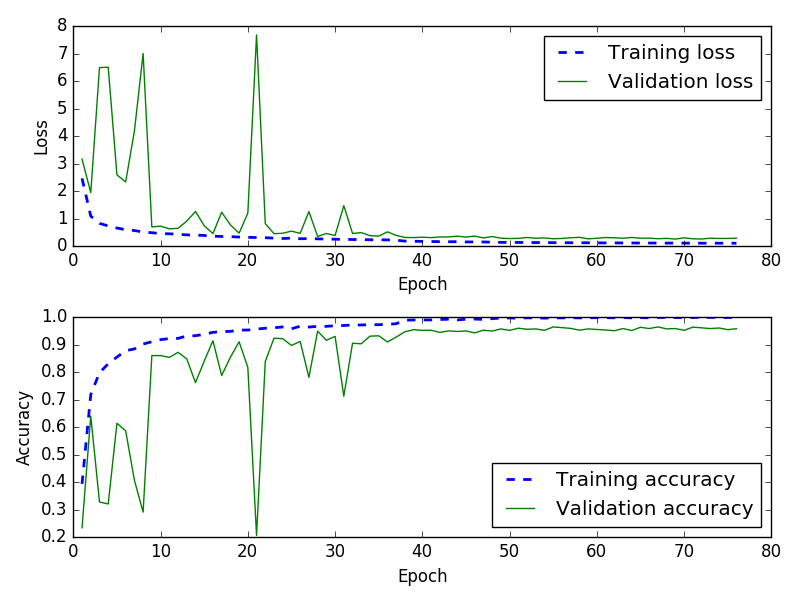 8
7
6
5
4
3
2
1
0
Loss
Training loss
Validation loss
0 10 20 30 40 50 60 70 80
Epoch
1.0
0.9
0.8
0.7
0.6
0.5
0.4
0.3
0.2
Accuracy
Training accuracy
Validation accuracy
0 10 20 30 40 50 60 70 80
Epoch